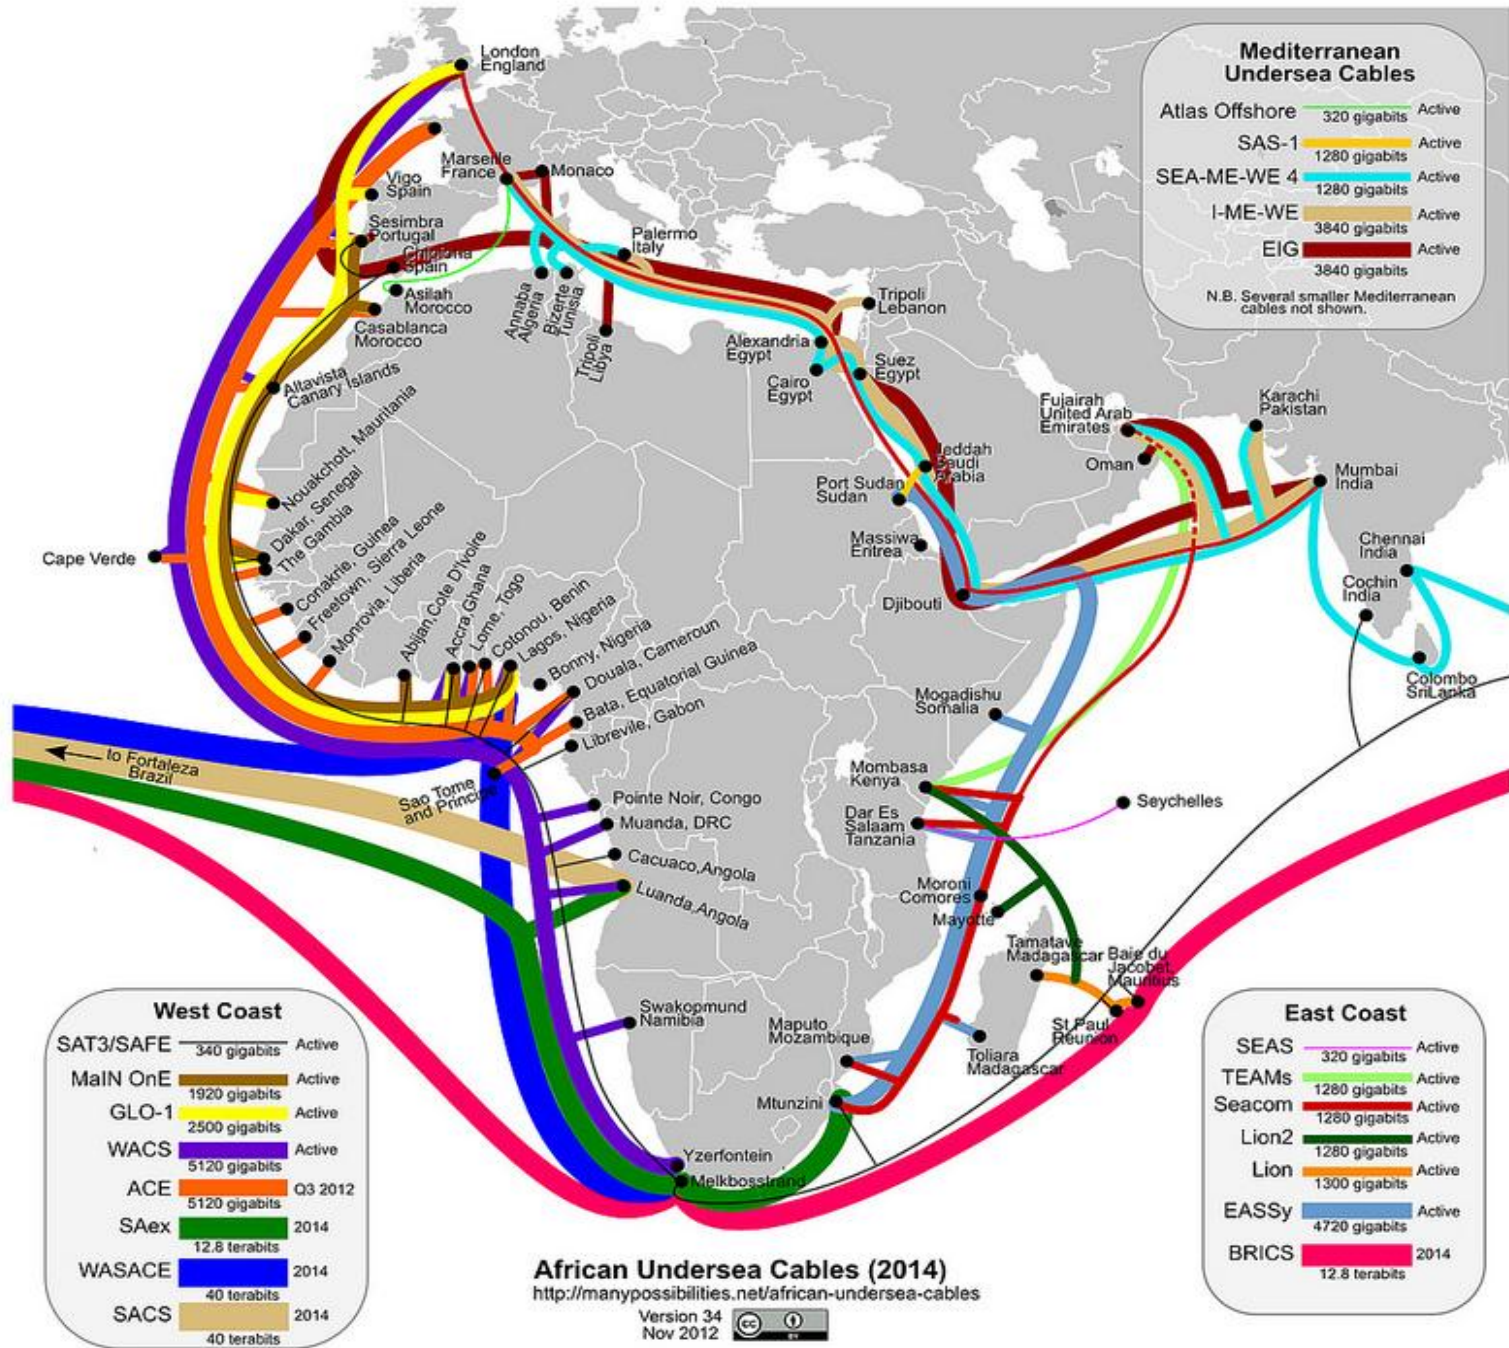 London
England
Marseille
France
Monaco
Vigo
Spain
Sesimbra
Portugal
Chipiona
Spain
Palermo
Italy
Asilah
Morocco
Casablanca
Morocco
Annaba
Algeria
Bizerte
Tunisia
Tripoli
Libya
Tripoli
Lebanon
Alexandria
Egypt
Cairo
Egypt
Suez
Egypt
Altavista
Canary Islands
Jeddah
Saudi
Arabia
Port Sudan
Sudan
Massiwa
Eritrea
Djibouti
Fujairah
United Arab
Emirates
Oman
Karachi
Pakistan
Mumbai
India
Chennai
India
Cochin
India
Colombo
SriLanka
Nouakchott, Mauritania
Dakar, Senegal
The Gambia
Conakrie, Guinea
Freetown, Sierra Leone
Monrovia, Liberia
Abijan,Cote D'Ivoire
Accra,Ghana
Lome, Togo
Cotonou, Benin
Lagos, Nigeria
Bonny, Nigeria
Douala, Cameroun
Bata, Equatorial Guinea
Librevile, Gabon
Cape Verde
to Fortaleza
Brazil
Sao Tome
and Principe
Pointe Noir, Congo
Muanda, DRC
Cacuaco,Angola
Luanda,Angola
Swakopmund
Namibia
Mogadishu
Somalia
Mombasa
Kenya
Dar Es
Salaam
Tanzania
Seychelles
Moroni
Comores
Mayotte
Tamatave
Madagascar
Baie du
Jacobet,
Mauritius
St Paul
Reunion
Toliara
Madagascar
Maputo
Mozambique
Mtunzini
Yzerfontein
Melkbosstrand
Mediterranean
Undersea Cables
Atlas Offshore 320 gigabits Active
SAS-1 1280 gigabits Active
SEA-ME-WE 4 1280 gigabits Active
I-ME-WE 3840 gigabits Active
EIG 3840 gigabits Active
N.B. Several smaller Mediterranean
cables not shown.
West Coast
SAT3/SAFE 340 gigabits Active
MaIN OnE 1920 gigabits Active
GLO-1 2500 gigabits Active
WACS 5120 gigabits Active
ACE 5120 gigabits Q3 2012
SAex 12.8 terabits 2014
WASACE 40 terabits 2014
SACS 40 terabits 2014
East Coast
SEAS 320 gigabits Active
TEAMs 1280 gigabits Active
Seacom 1280 gigabits Active
Lion2 1280 gigabits Active
Lion 1300 gigabits Active
EASSy 4720 gigabits Active
BRICS 12.8 terabits 2014
African Undersea Cables (2014)
http://manypossibilities.net/african-undersea-cables
Version 34
Nov 2012
cc
BY